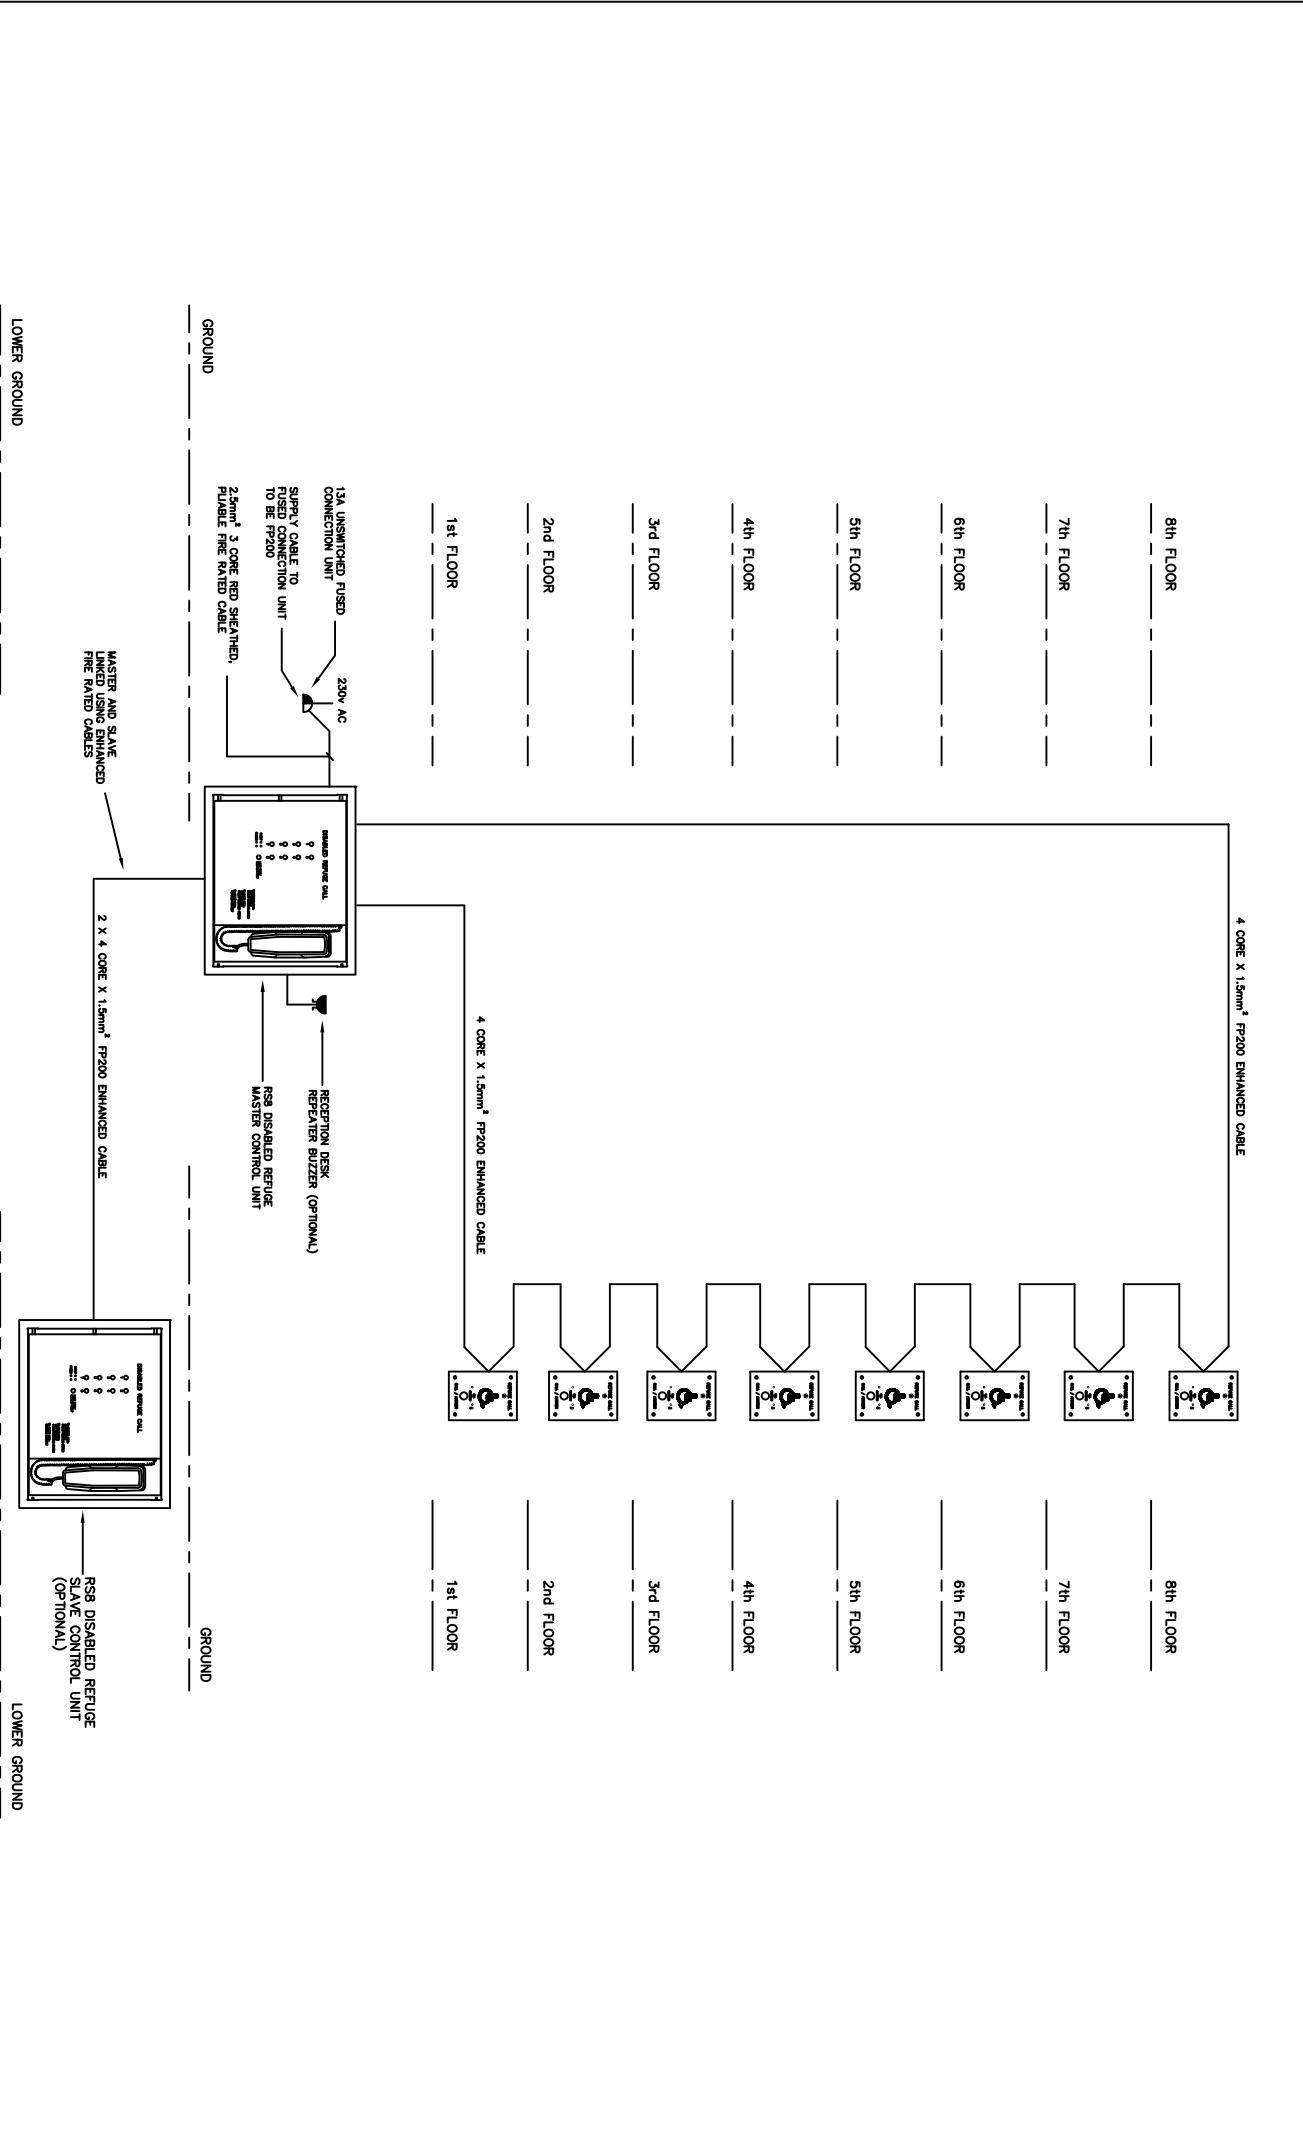 8th FLOOR
8th FLOOR
4 CORE X 1.5mm² FP200 ENHANCED CABLE
7th FLOOR
7th FLOOR
6th FLOOR
6th FLOOR
5th FLOOR
5th FLOOR
4th FLOOR
4th FLOOR
3rd FLOOR
3rd FLOOR
2nd FLOOR
2nd FLOOR
4 CORE X 1.5mm² FP200 ENHANCED CABLE
1st FLOOR
1st FLOOR
13A UNSWITCHED FUSED
CONNECTION UNIT
230v AC
SUPPLY CABLE TO
FUSED CONNECTION UNIT
TO BE FP200
2.5mm² 3 CORE RED SHEATHED,
PLIABLE FIRE RATED CABLE
DISABLED REFUGE CALL
RECEPTION DESK
REPEATER BUZZER (OPTIONAL)
RS8 DISABLED REFUGE
MASTER CONTROL UNIT
GROUND
GROUND
MASTER AND SLAVE
LINKED USING ENHANCED
FIRE RATED CABLES
2 X 4 CORE X 1.5mm² FP200 ENHANCED CABLE
DISABLED REFUGE CALL
RS8 DISABLED REFUGE
SLAVE CONTROL UNIT
(OPTIONAL)
LOWER GROUND
LOWER GROUND